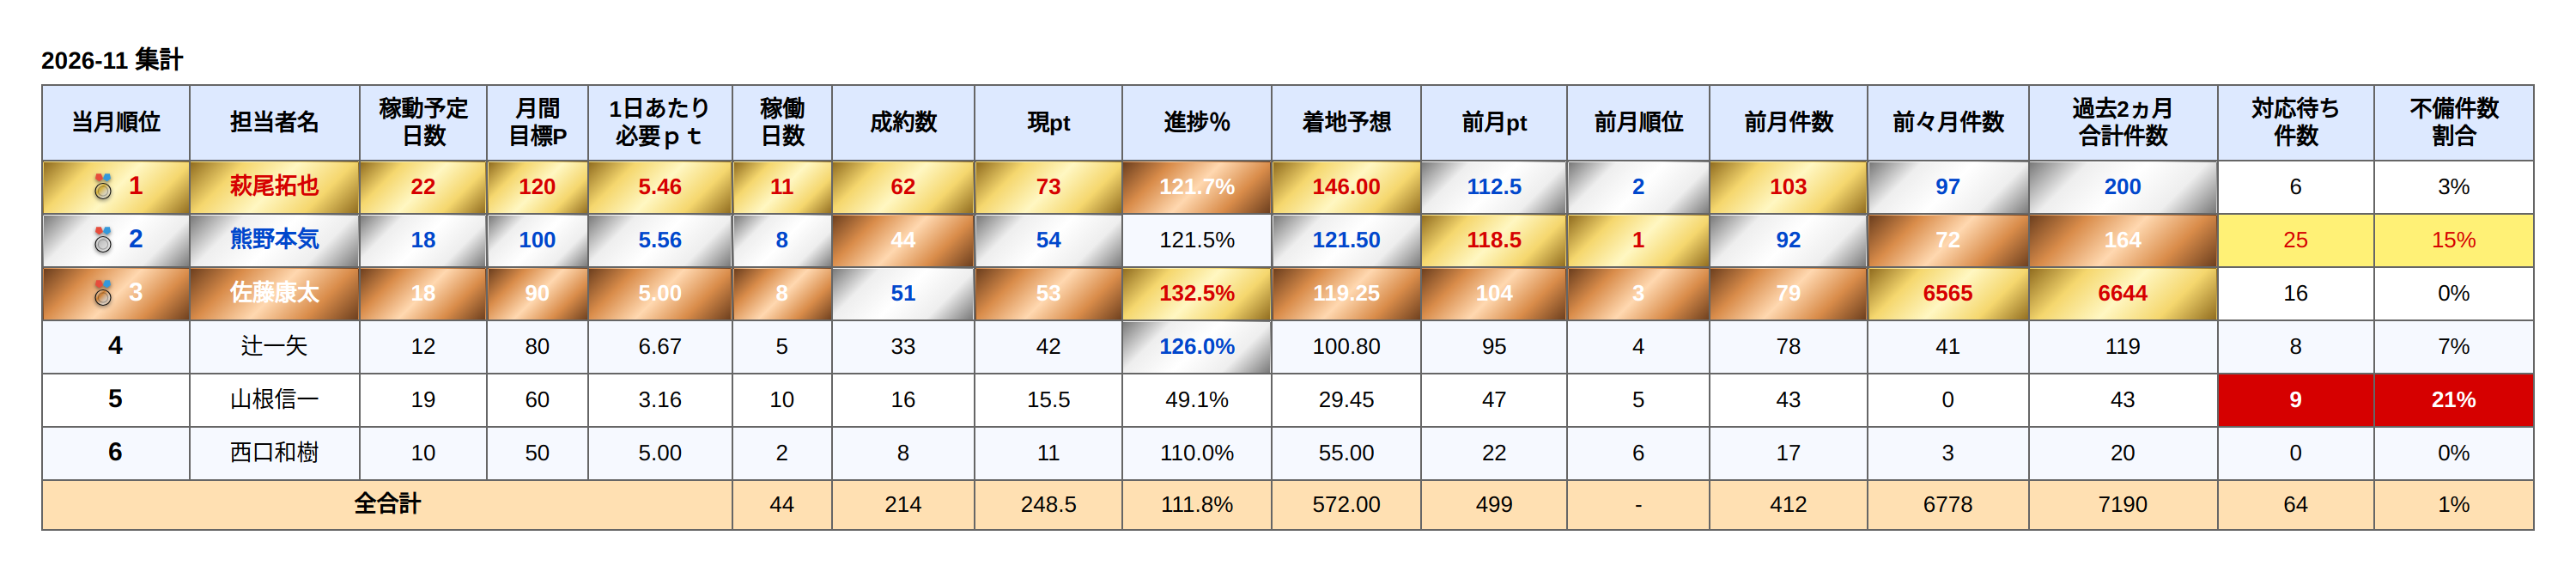 2026-11 集計
当月順位 担当者名 稼動予定日数 月間目標P 1日あたり必要ｐｔ 稼働日数 成約数 現pt 進捗% 着地予想 前月pt 前月順位 前月件数 前々月件数 過去2ヵ月合計件数 対応待ち件数 不備件数割合
1 萩尾拓也 22 120 5.46 11 62 73 121.7% 146.00 112.5 2 103 97 200 6 3%
2 熊野本気 18 100 5.56 8 44 54 121.5% 121.50 118.5 1 92 72 164 25 15%
3 佐藤康太 18 90 5.00 8 51 53 132.5% 119.25 104 3 79 6565 6644 16 0%
4 辻一矢 12 80 6.67 5 33 42 126.0% 100.80 95 4 78 41 119 8 7%
5 山根信一 19 60 3.16 10 16 15.5 49.1% 29.45 47 5 43 0 43 9 21%
6 西口和樹 10 50 5.00 2 8 11 110.0% 55.00 22 6 17 3 20 0 0%
全合計 44 214 248.5 111.8% 572.00 499 - 412 6778 7190 64 1%